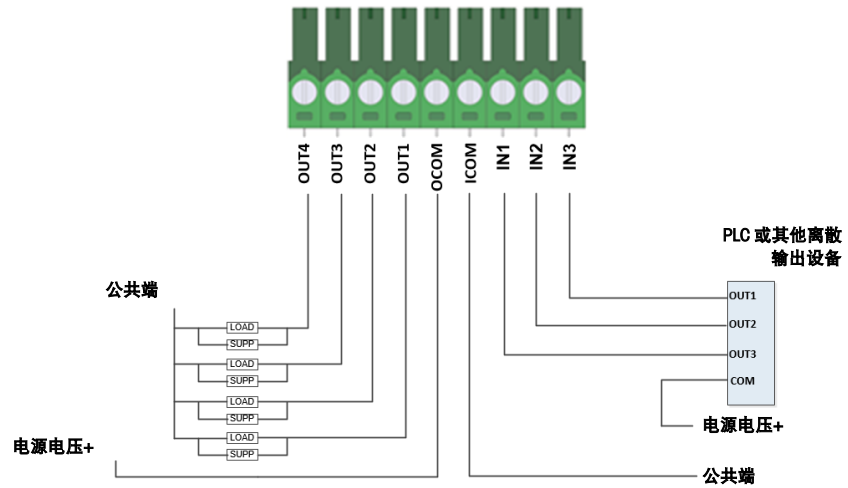 OUT4
OUT3
OUT2
OUT1
OCOM
ICOM
IN1
IN2
IN3
PLC 或其他离散
输出设备
OUT1
OUT2
OUT3
COM
电源电压+
公共端
公共端
LOAD
SUPP
LOAD
SUPP
LOAD
SUPP
LOAD
SUPP
电源电压+